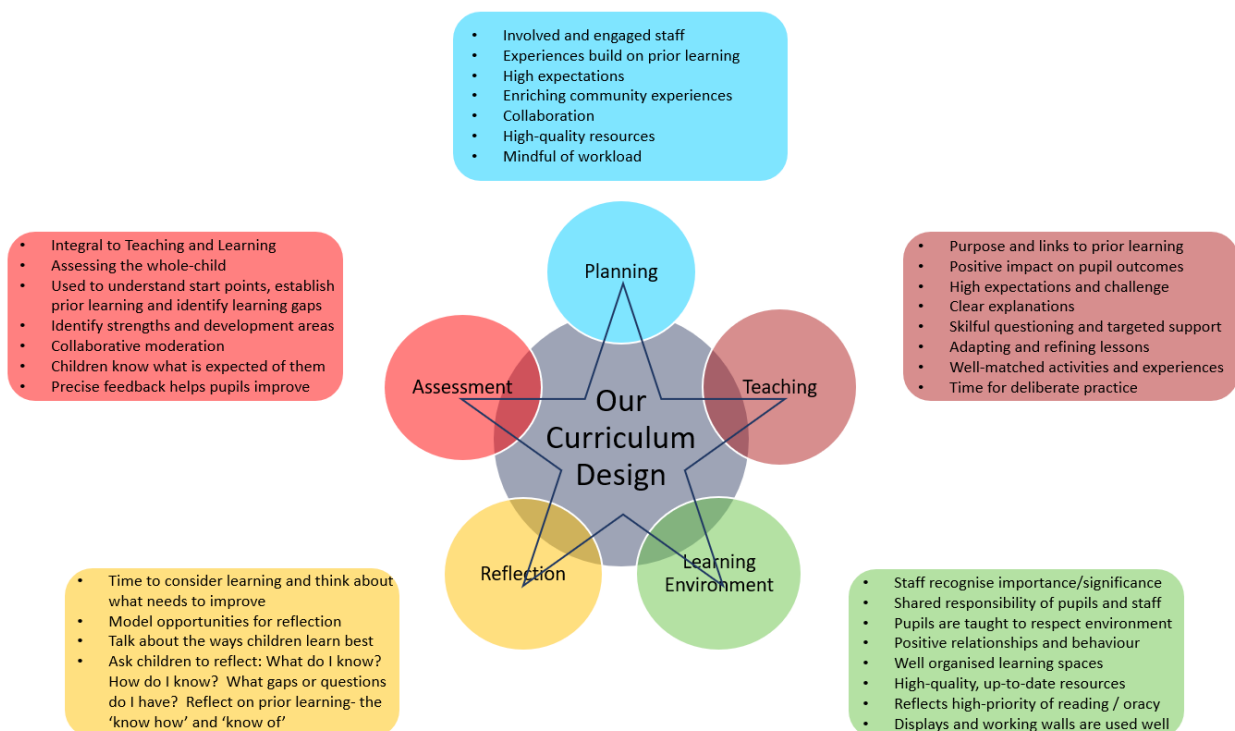 • Involved and engaged staff
• Experiences build on prior learning
• High expectations
• Enriching community experiences
• Collaboration
• High-quality resources
• Mindful of workload
• Integral to Teaching and Learning
• Assessing the whole-child
• Used to understand start points, establish
prior learning and identify learning gaps
• Identify strengths and development areas
• Collaborative moderation
• Children know what is expected of them
• Precise feedback helps pupils improve
Planning
Assessment
Teaching
Our
Curriculum
Design
Reflection
Learning
Environment
• Purpose and links to prior learning
• Positive impact on pupil outcomes
• High expectations and challenge
• Clear explanations
• Skilful questioning and targeted support
• Adapting and refining lessons
• Well-matched activities and experiences
• Time for deliberate practice
• Time to consider learning and think about
what needs to improve
• Model opportunities for reflection
• Talk about the ways children learn best
• Ask children to reflect: What do I know?
How do I know? What gaps or questions
do I have? Reflect on prior learning- the
‘know how’ and ‘know of’
• Staff recognise importance/significance
• Shared responsibility of pupils and staff
• Pupils are taught to respect environment
• Positive relationships and behaviour
• Well organised learning spaces
• High-quality, up-to-date resources
• Reflects high-priority of reading / oracy
• Displays and working walls are used well